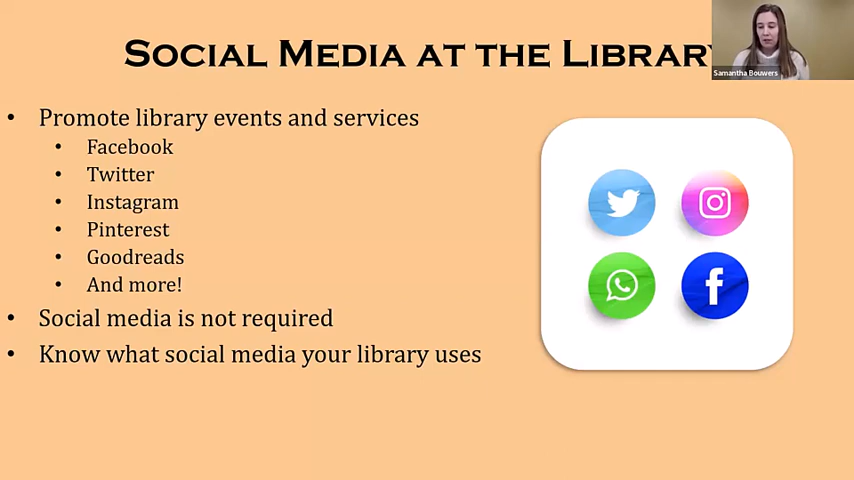 SOCIAL MEDIA AT THE LIBRARY
Samantha Bouwers
• Promote library events and services
• Facebook
• Twitter
• Instagram
• Pinterest
• Goodreads
• And more!
• Social media is not required
• Know what social media your library uses